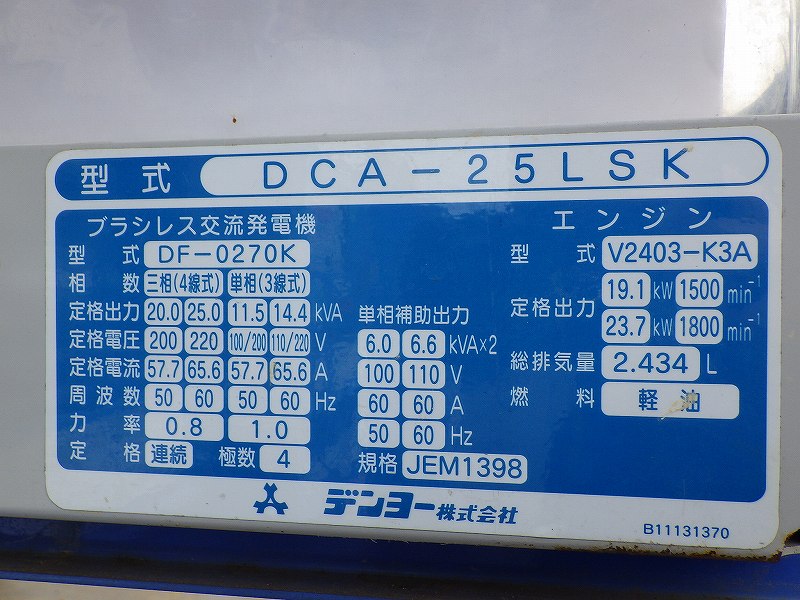 型式 DCA-25LSK
ブラシレス交流発電機
型式 DF-0270K
相数 三相(4線式) 単相(3線式)
定格出力 20.0 25.0 11.5 14.4 kVA
定格電圧 200 220 100/200 110/220 V
定格電流 57.7 65.6 57.7 65.6 A
周波数 50 60 50 60 Hz
力率 0.8 1.0
定格 連続 極数 4
単相補助出力
6.0 6.6 kVA×2
100 110 V
60 60 A
50 60 Hz
規格 JEM1398
エンジン
型式 V2403-K3A
定格出力 19.1 kW 1500 min-1
23.7 kW 1800 min-1
総排気量 2.434 L
燃料 軽油
デンヨー株式会社
B11131370